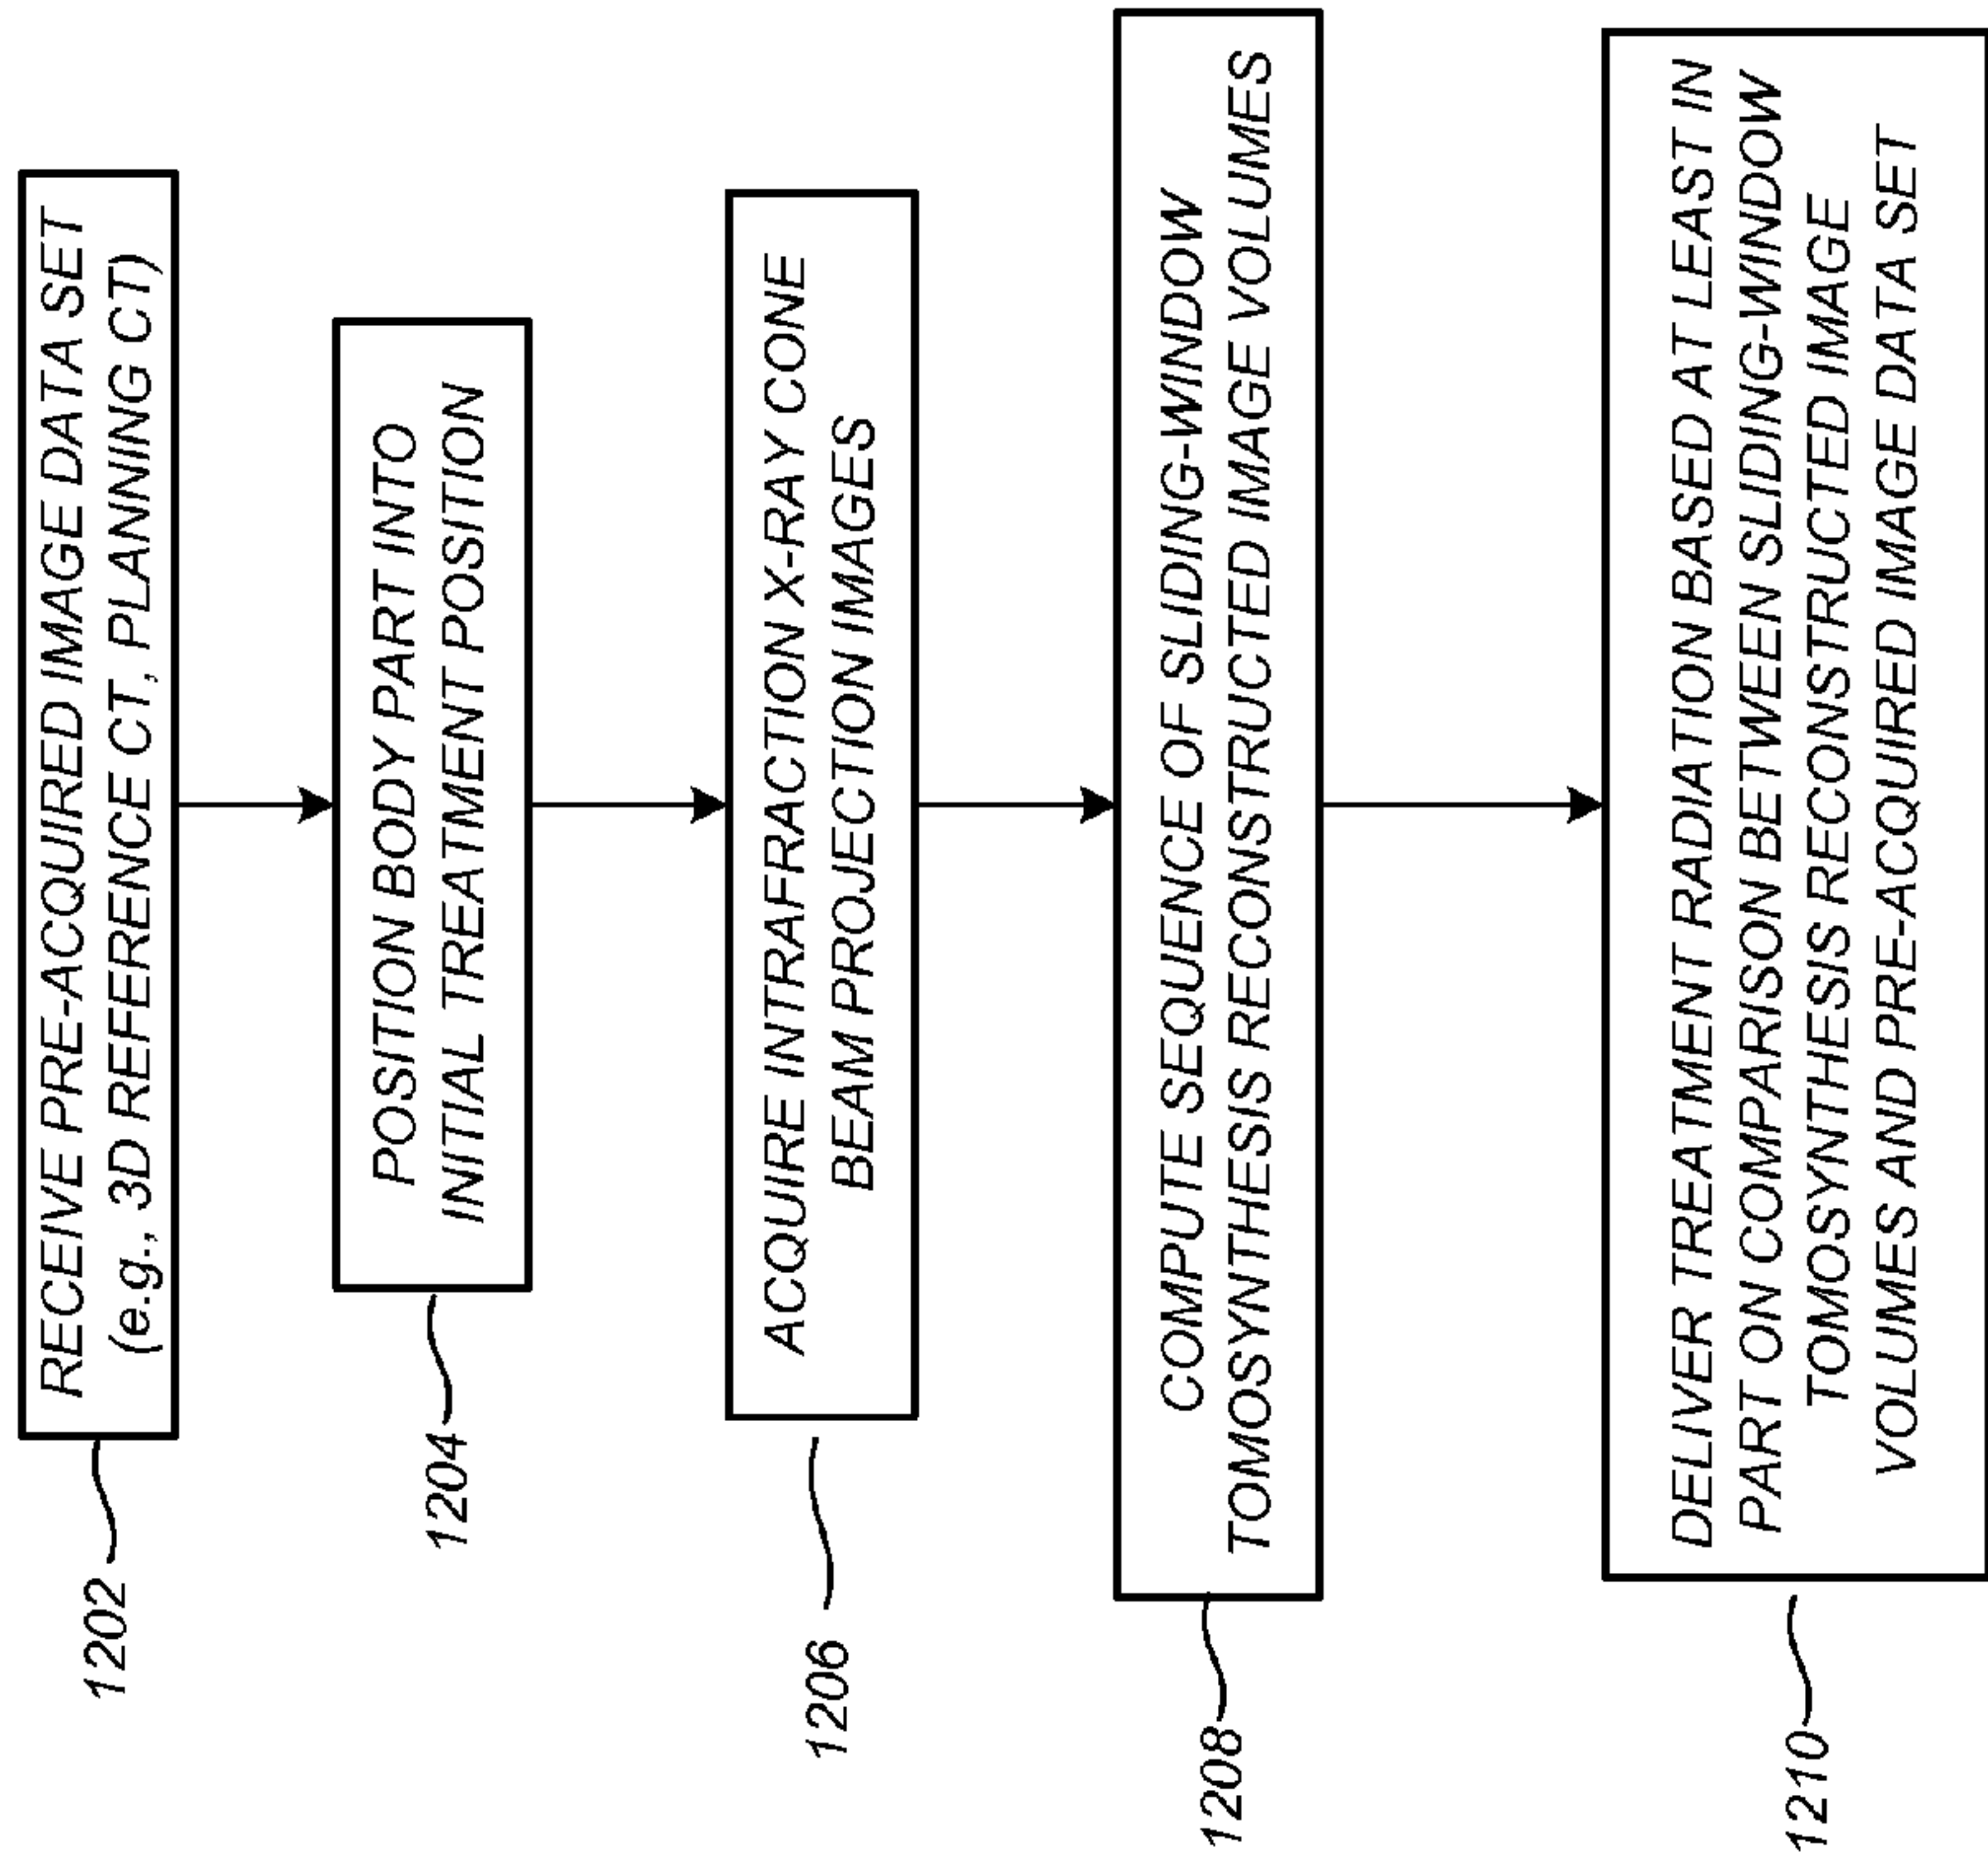 RECEIVE PRE-ACQUIRED IMAGE DATA SET
(e.g., 3D REFERENCE CT, PLANNING CT)
1202
POSITION BODY PART INTO
INITIAL TREATMENT POSITION
1204
ACQUIRE INTRAFRACTION X-RAY CONE
BEAM PROJECTION IMAGES
1206
COMPUTE SEQUENCE OF SLIDING-WINDOW
TOMOSYNTHESIS RECONSTRUCTED IMAGE VOLUMES
1208
DELIVER TREATMENT RADIATION BASED AT LEAST IN
PART ON COMPARISON BETWEEN SLIDING-WINDOW
TOMOSYNTHESIS RECONSTRUCTED IMAGE
VOLUMES AND PRE-ACQUIRED IMAGE DATA SET
1210